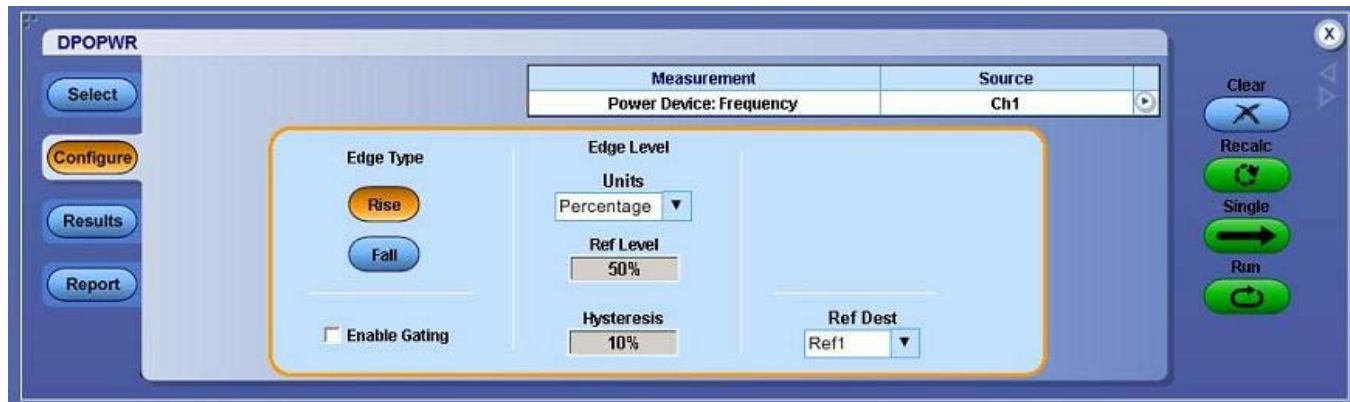 DPOPWR
Select
Configure
Results
Report
Measurement Source
Power Device: Frequency Ch1
Edge Type
Rise
Fall
Enable Gating
Edge Level
Units
Percentage
Ref Level
50%
Hysteresis
10%
Ref Dest
Ref1
X
Clear
Recalc
Single
Run